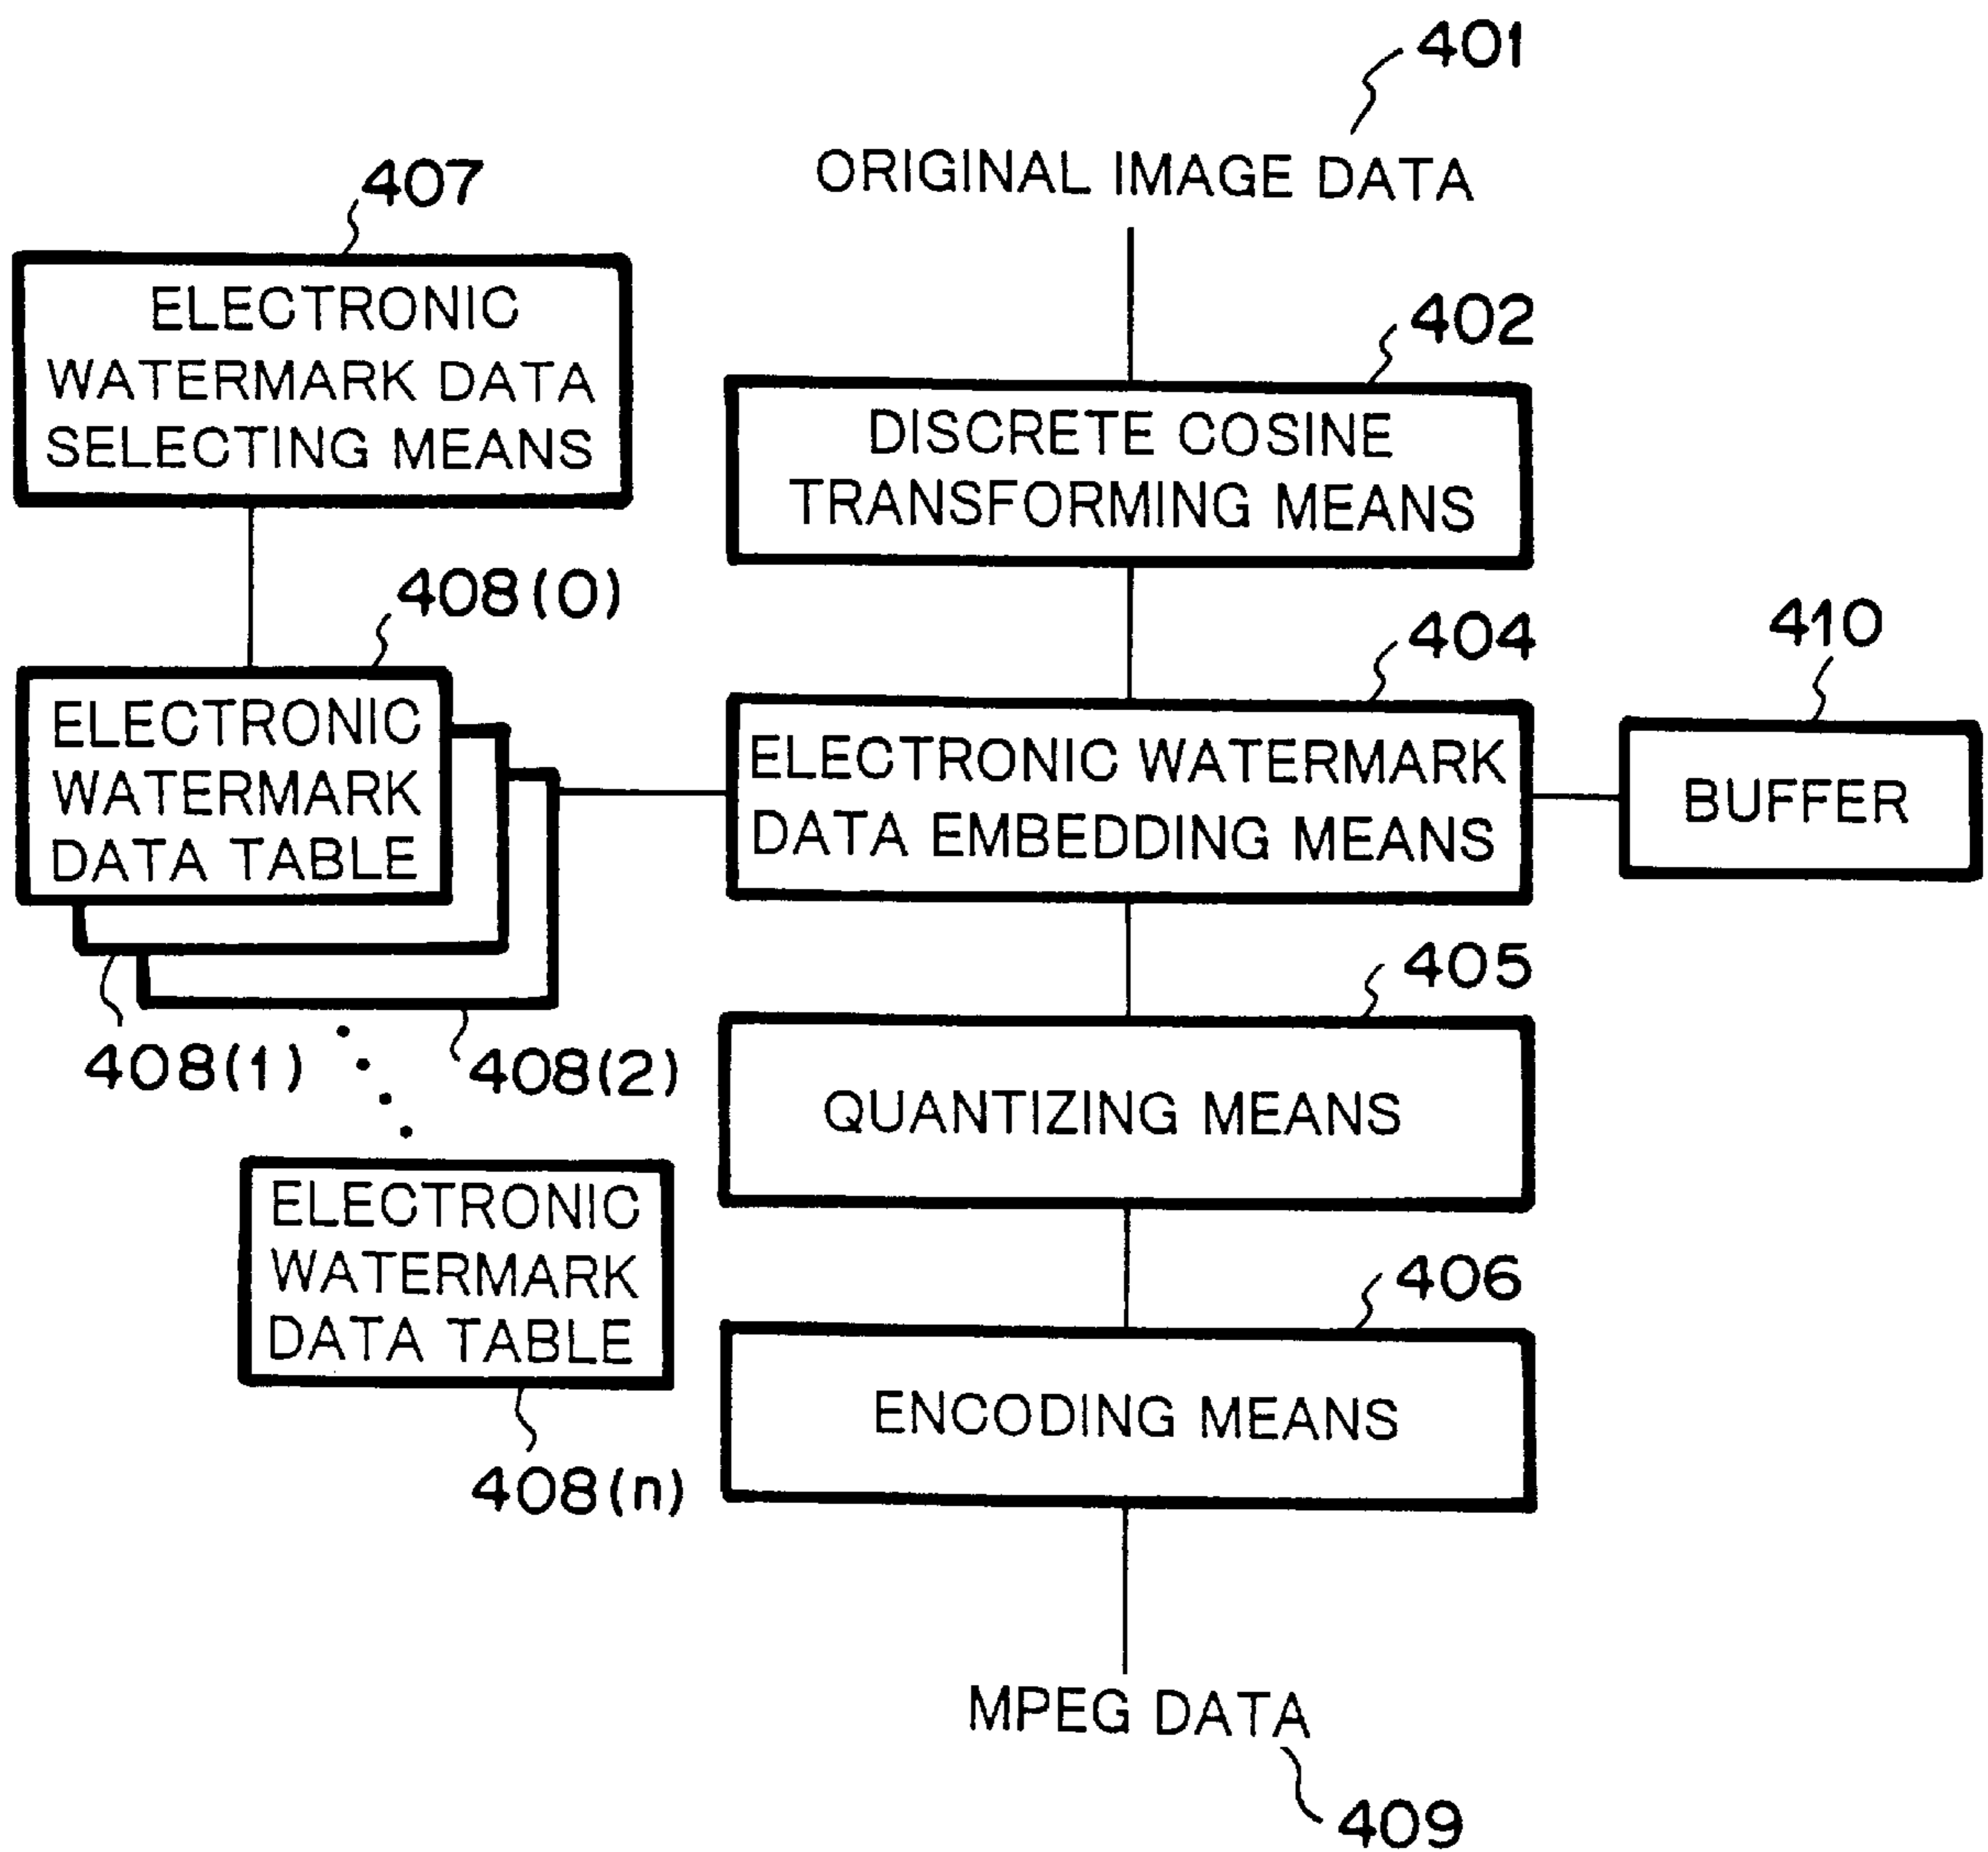 401
ORIGINAL IMAGE DATA
407
ELECTRONIC
WATERMARK DATA
SELECTING MEANS
402
DISCRETE COSINE
TRANSFORMING MEANS
408(0)
ELECTRONIC
WATERMARK
DATA TABLE
404
ELECTRONIC WATERMARK
DATA EMBEDDING MEANS
410
BUFFER
408(1)
408(2)
405
QUANTIZING MEANS
ELECTRONIC
WATERMARK
DATA TABLE
408(n)
406
ENCODING MEANS
MPEG DATA
409